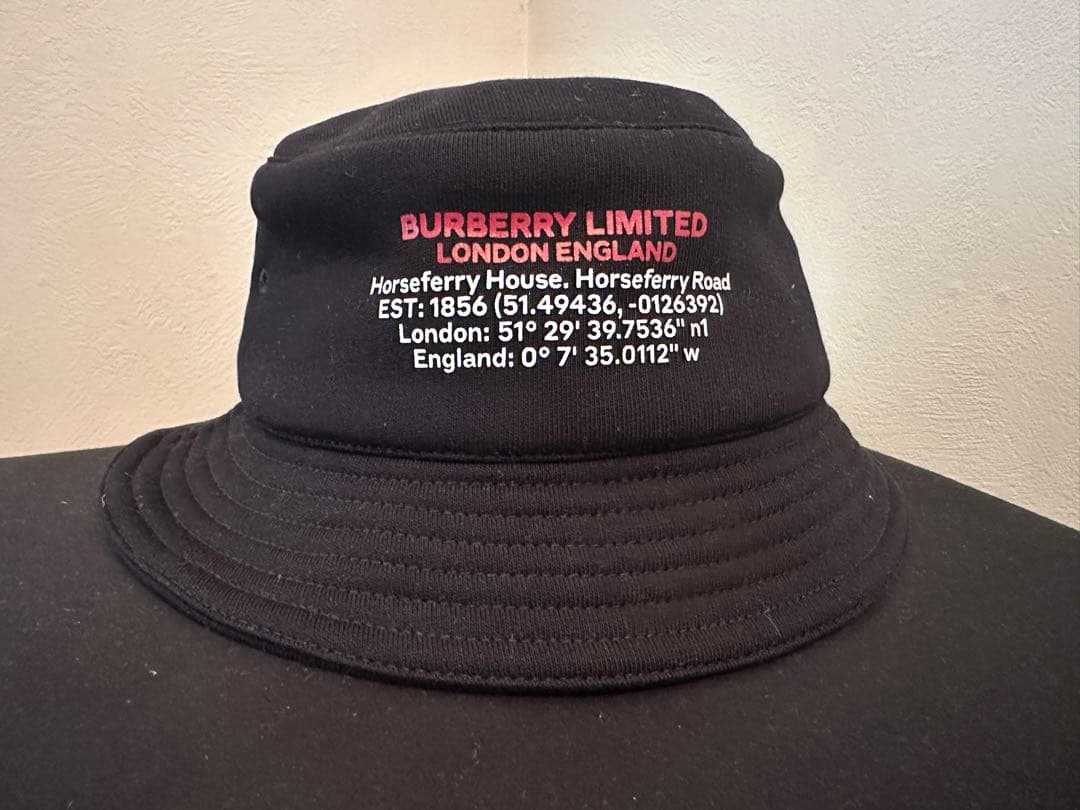 BURBERRY LIMITED
LONDON ENGLAND
Horseferry House. Horseferry Road
EST: 1856 (51.49436, -0126392)
London: 51° 29' 39.7536" n1
England: 0° 7' 35.0112" w